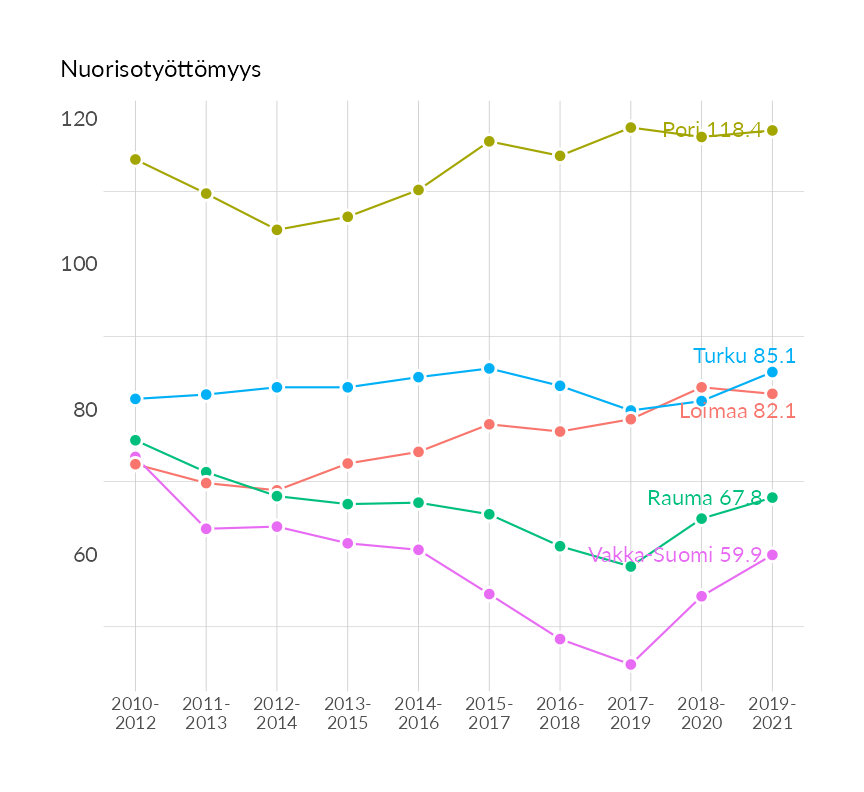 Nuorisotyöttömyys
120
Pori 118.4
100
Turku 85.1
80
Loimaa 82.1
Rauma 67.8
60
Vakka-Suomi 59.9
2010- 2011- 2012- 2013- 2014- 2015- 2016- 2017- 2018- 2019-
2012 2013 2014 2015 2016 2017 2018 2019 2020 2021